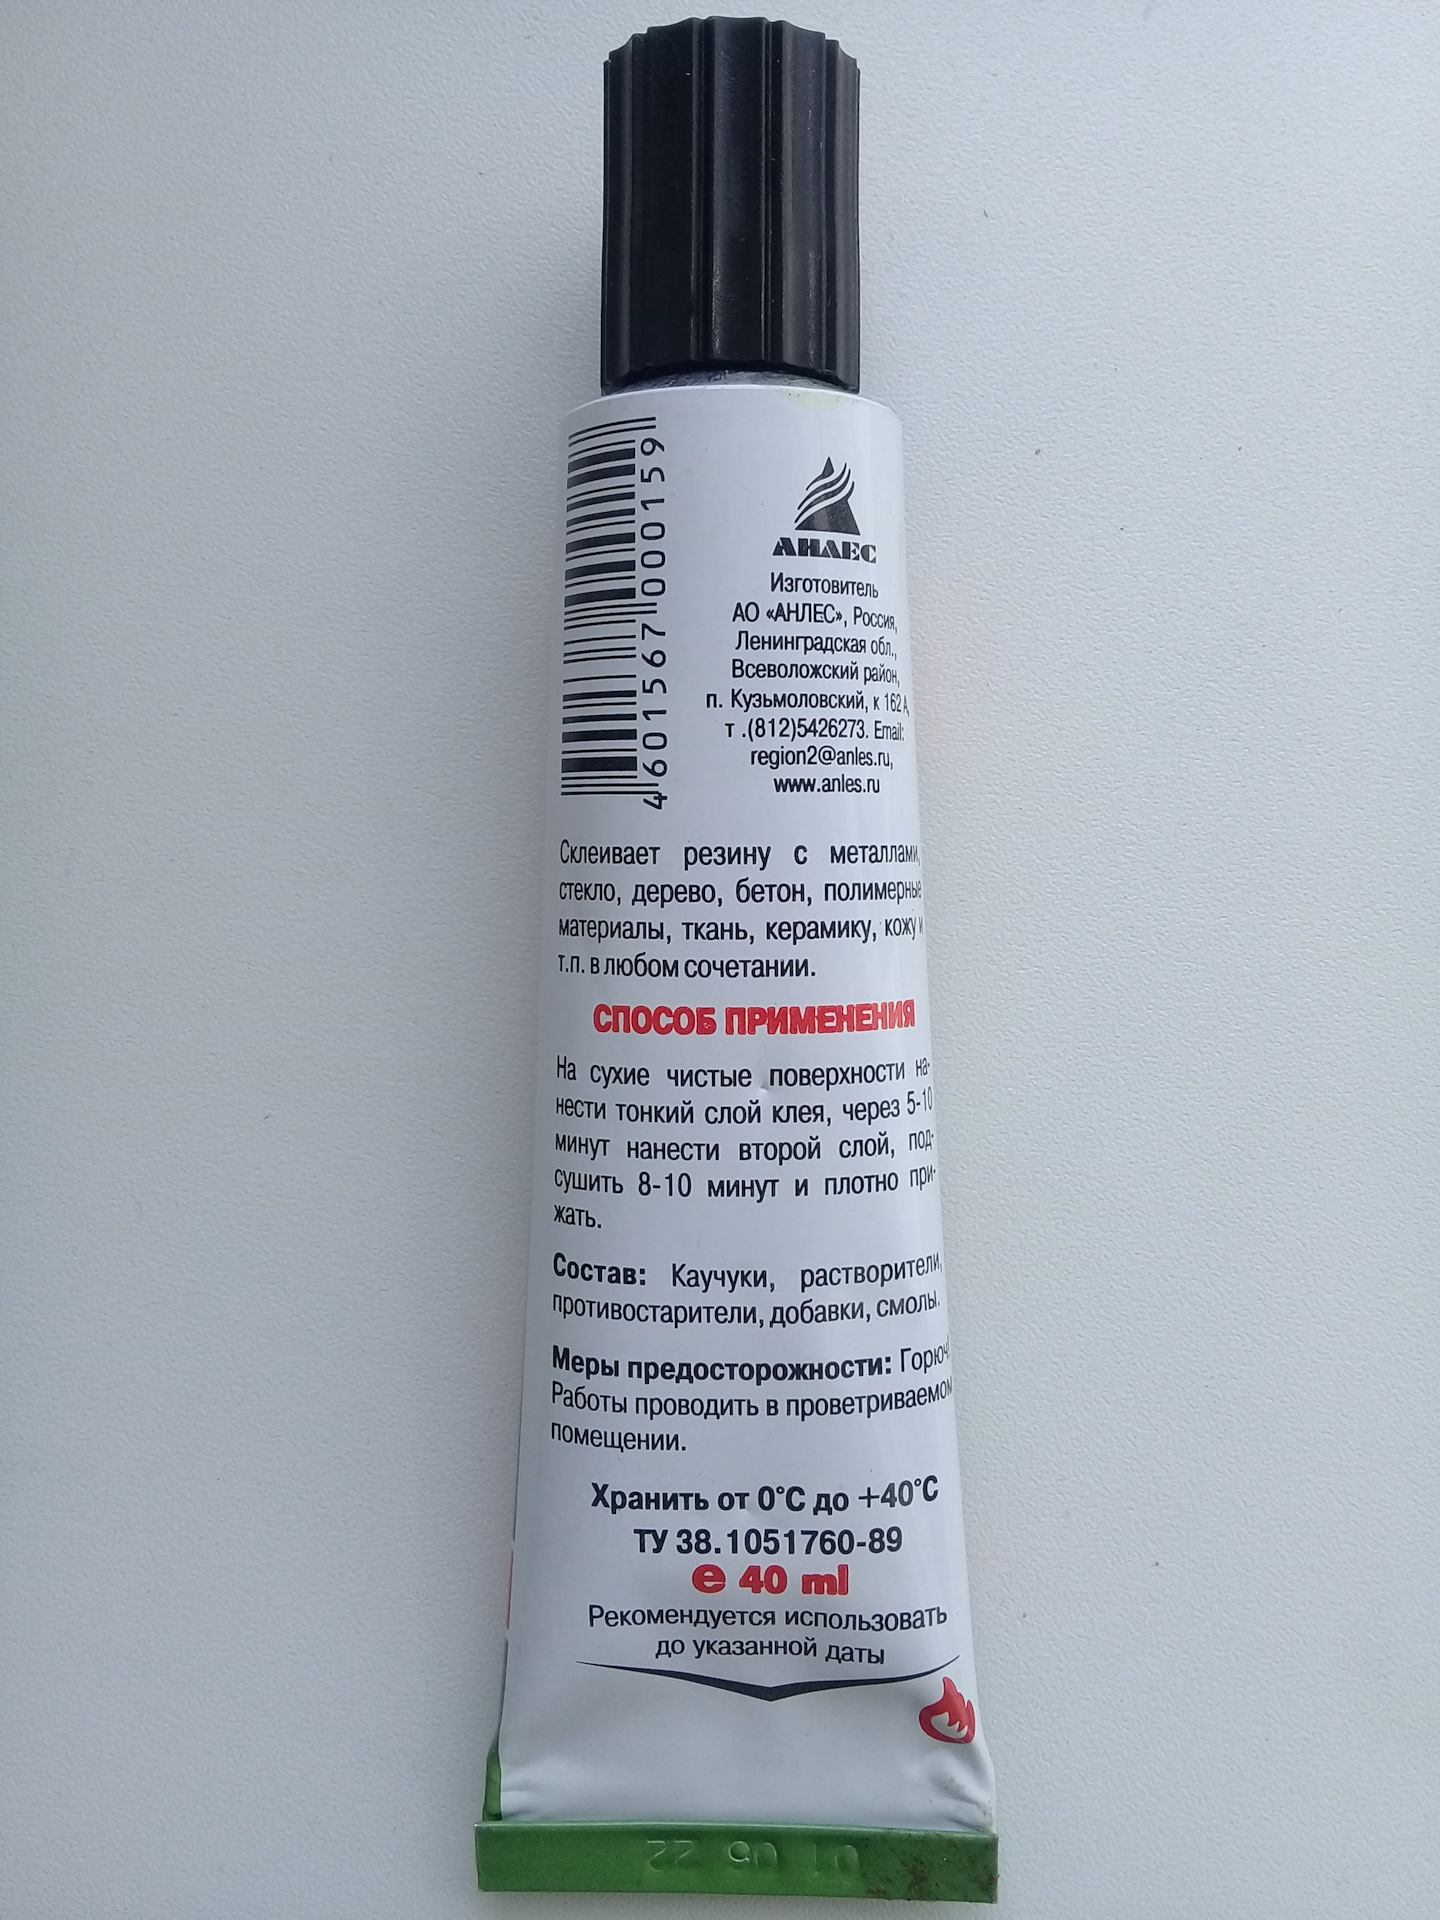 4 601567 000159
АНЛЕС
Изготовитель
АО «АНЛЕС», Россия,
Ленинградская обл.,
Всеволожский район,
п. Кузьмоловский, к 162 А,
т .(812)5426273. Email:
region2@anles.ru,
www.anles.ru
Склеивает резину с металлами,
стекло, дерево, бетон, полимерные
материалы, ткань, керамику, кожу и
т.п. в любом сочетании.
СПОСОБ ПРИМЕНЕНИЯ
На сухие чистые поверхности на-
нести тонкий слой клея, через 5-10
минут нанести второй слой, под-
сушить 8-10 минут и плотно при-
жать.
Состав: Каучуки, растворители,
противостарители, добавки, смолы.
Меры предосторожности: Горюч!
Работы проводить в проветриваемом
помещении.
Хранить от 0°С до +40°С
ТУ 38.1051760-89
e 40 ml
Рекомендуется использовать
до указанной даты